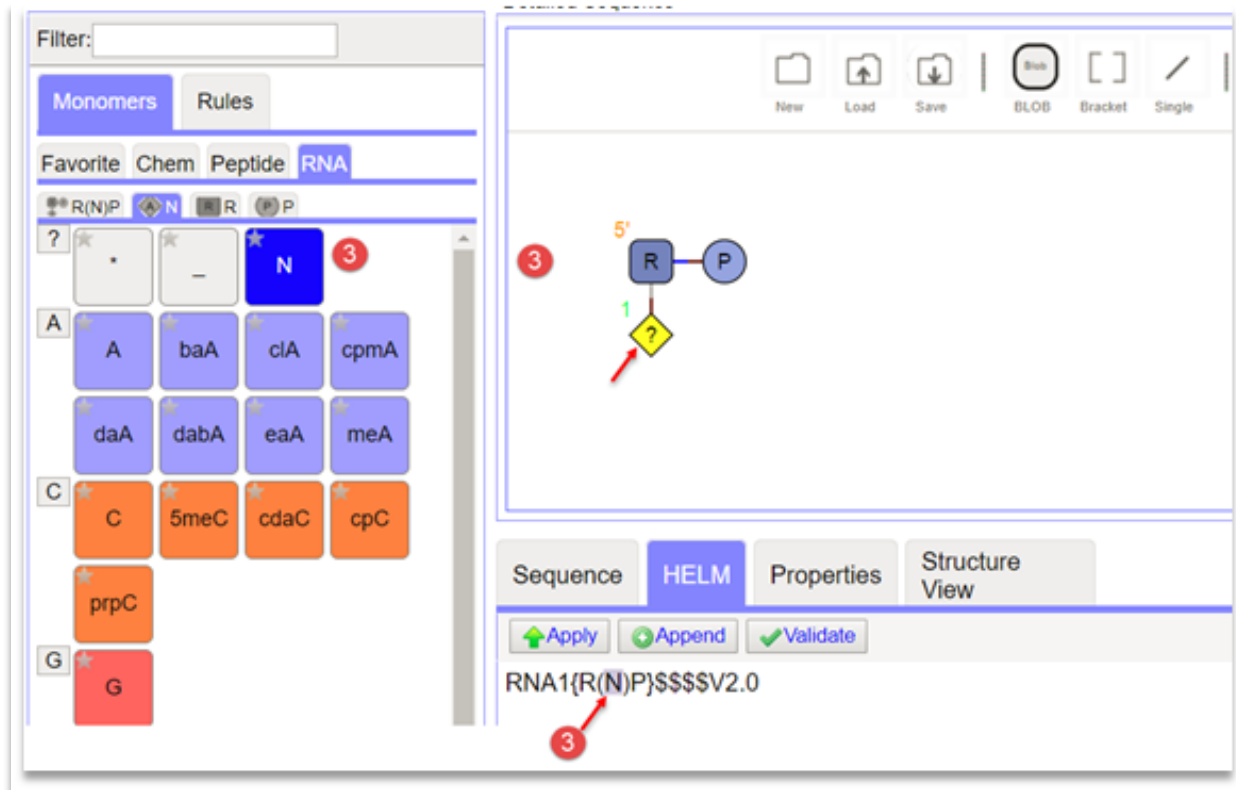 Filter:
Monomers Rules
Favorite Chem Peptide RNA
R(N)P A N R R P P
? * _ N 3
A A baA clA cpmA
daA dabA eaA meA
C C 5meC cdaC cpC
prpC
G G
New Load Save Blob BLOB Bracket Single
5'
3 R P
1
?
Sequence HELM Properties Structure View
Apply Append Validate
RNA1{R(N)P}$$$$V2.0
3